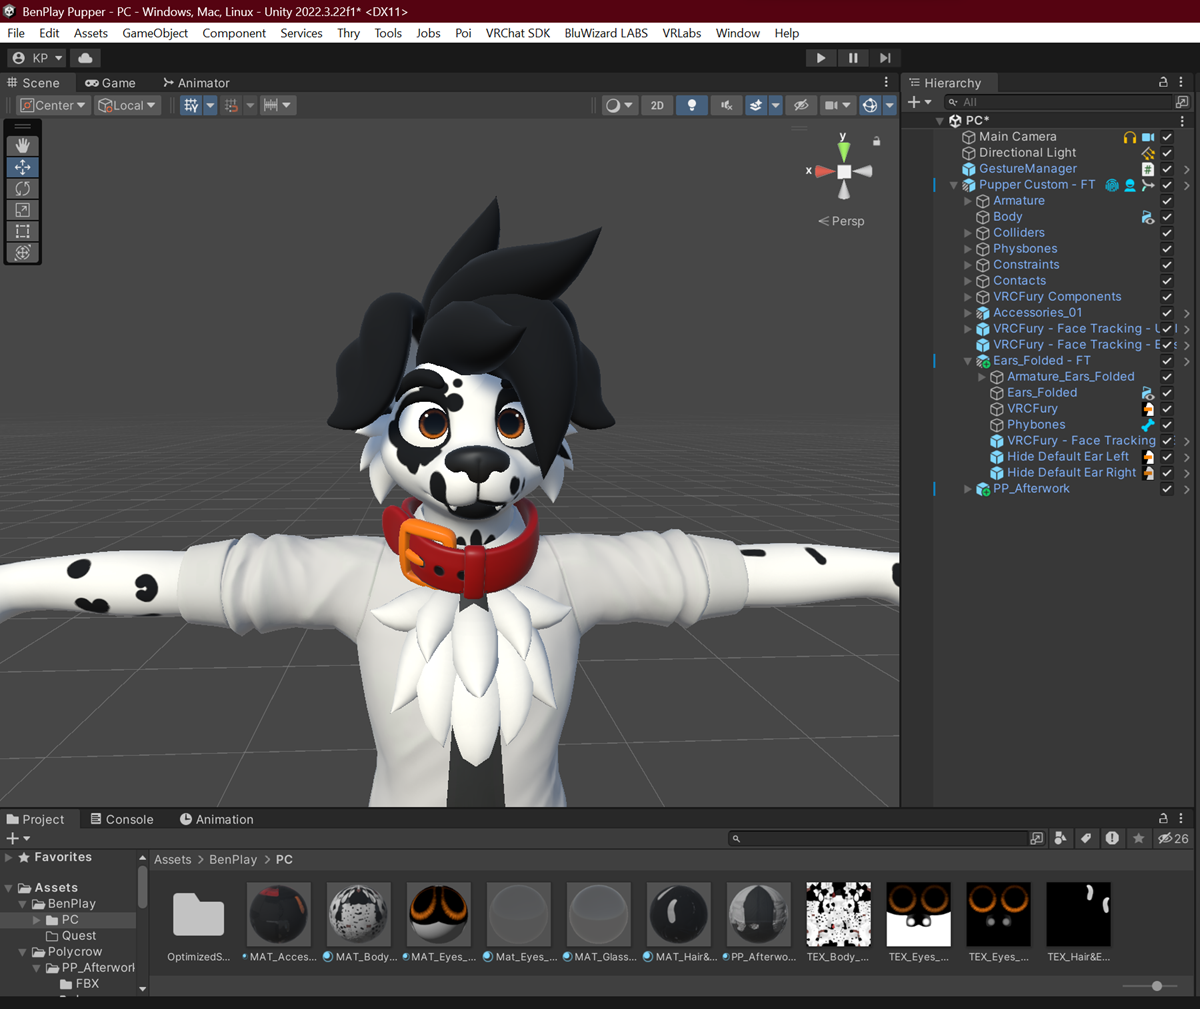 BenPlay Pupper - PC - Windows, Mac, Linux - Unity 2022.3.22f1* <DX11>
File Edit Assets GameObject Component Services Thry Tools Jobs Poi VRChat SDK BluWizard LABS VRLabs Window Help
KP
Scene Game Animator
Center Local 2D
y
x
Persp
Hierarchy
All
PC*
Main Camera
Directional Light
GestureManager
Pupper Custom - FT
Armature
Body
Colliders
Physbones
Constraints
Contacts
VRCFury Components
Accessories_01
VRCFury - Face Tracking - U
VRCFury - Face Tracking - E
Ears_Folded - FT
Armature_Ears_Folded
Ears_Folded
VRCFury
Phybones
VRCFury - Face Tracking
Hide Default Ear Left
Hide Default Ear Right
PP_Afterwork
Project Console Animation
26
Favorites
Assets
BenPlay
PC
Quest
Polycrow
PP_Afterwork
FBX
Assets > BenPlay > PC
OptimizedS... MAT_Acces... MAT_Body... MAT_Eyes_... Mat_Eyes_... MAT_Glass... MAT_Hair&... PP_Afterwo... TEX_Body_... TEX_Eyes_... TEX_Eyes_... TEX_Hair&E...